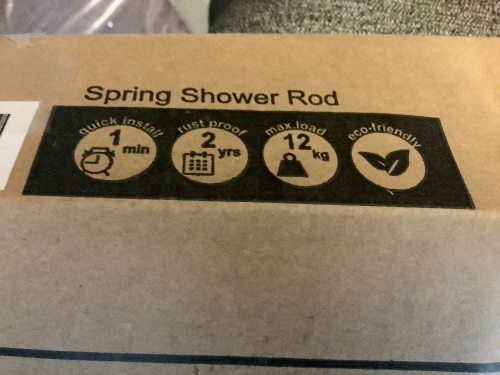 Spring Shower Rod
quick install
1 min
rust proof
2 yrs
max.load
12 kg
eco-friendly